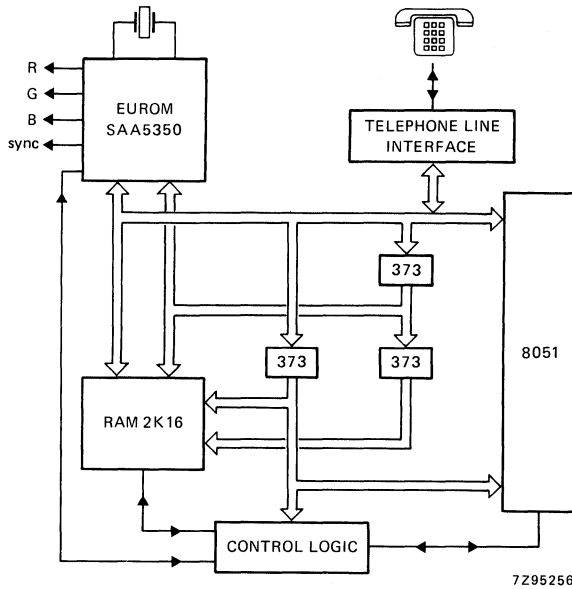 R
G
B
sync
EUROM
SAA5350
TELEPHONE LINE
INTERFACE
373
373
373
8051
RAM 2K16
CONTROL LOGIC
7Z95256